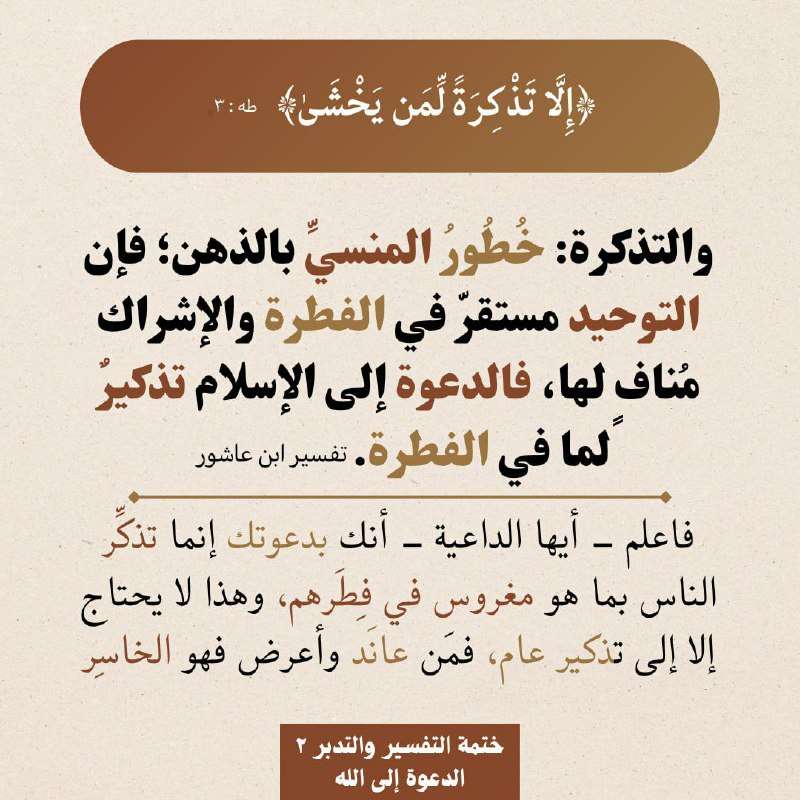 ﴿إِلَّا تَذْكِرَةً لِّمَن يَخْشَىٰ﴾ طه : ٣
والتذكرة: خُطُورُ المنسيِّ بالذهن؛ فإن
التوحيد مستقرّ في الفطرة والإشراك
مُنافٍ لها، فالدعوة إلى الإسلام تذكيرٌ
لما في الفطرة. تفسير ابن عاشور
فاعلم – أيها الداعية – أنك بدعوتك إنما تذكِّر
الناس بما هو مغروس في فِطَرهم، وهذا لا يحتاج
إلا إلى تذكير عام، فمَن عانَد وأعرض فهو الخاسِر
ختمة التفسير والتدبر ٢
الدعوة إلى الله